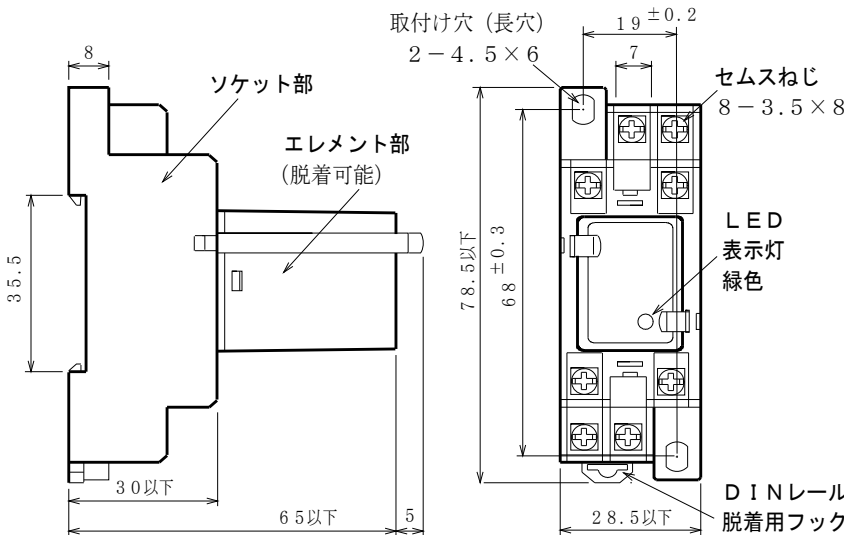 取付け穴（長穴）
2－4.5×6
19±0.2
8
7
ソケット部
セムスねじ
8－3.5×8
エレメント部
(脱着可能)
LED
表示灯
緑色
35.5
78.5以下
68±0.3
30以下
65以下
5
28.5以下
DINレール
脱着用フック